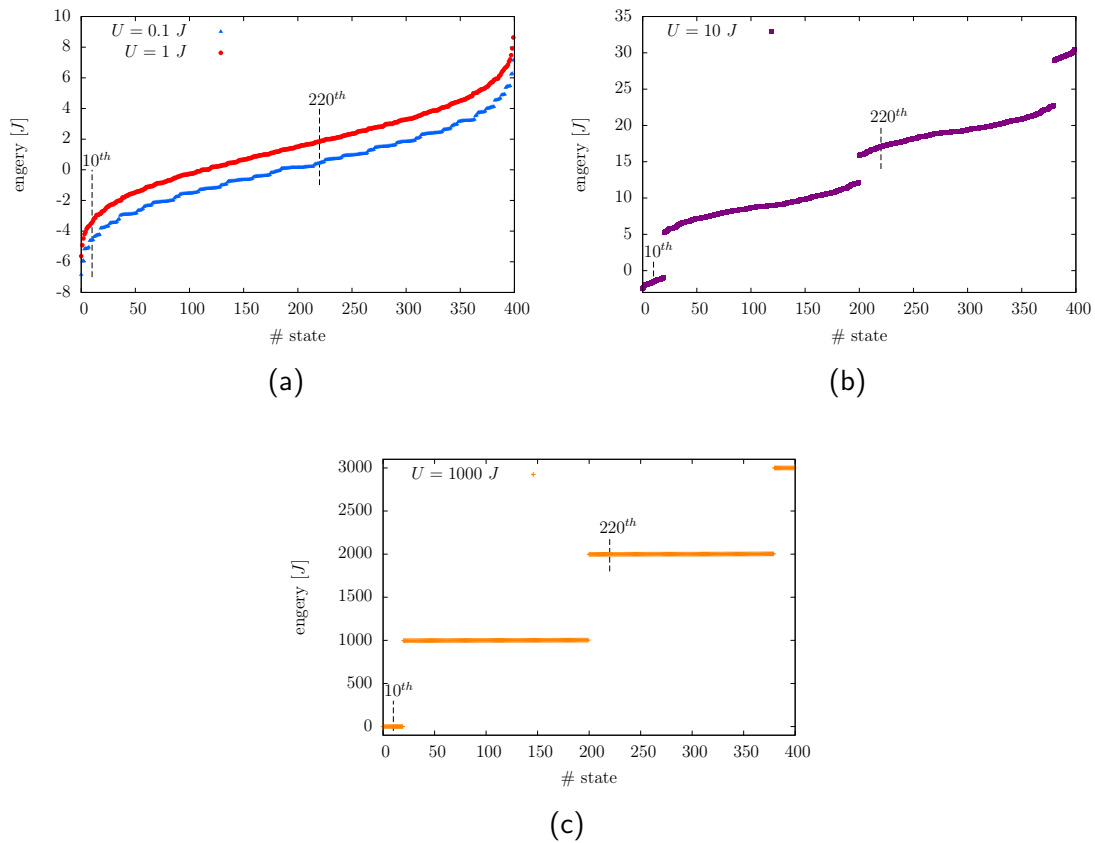 10
8
6
4
2
0
-2
-4
-6
-8
engery [J]
U = 0.1 J
U = 1 J
10th
220th
0 50 100 150 200 250 300 350 400
# state
(a)
35
30
25
20
15
10
5
0
engery [J]
U = 10 J
10th
220th
0 50 100 150 200 250 300 350 400
# state
(b)
3000
2500
2000
1500
1000
500
0
engery [J]
U = 1000 J
10th
220th
0 50 100 150 200 250 300 350 400
# state
(c)